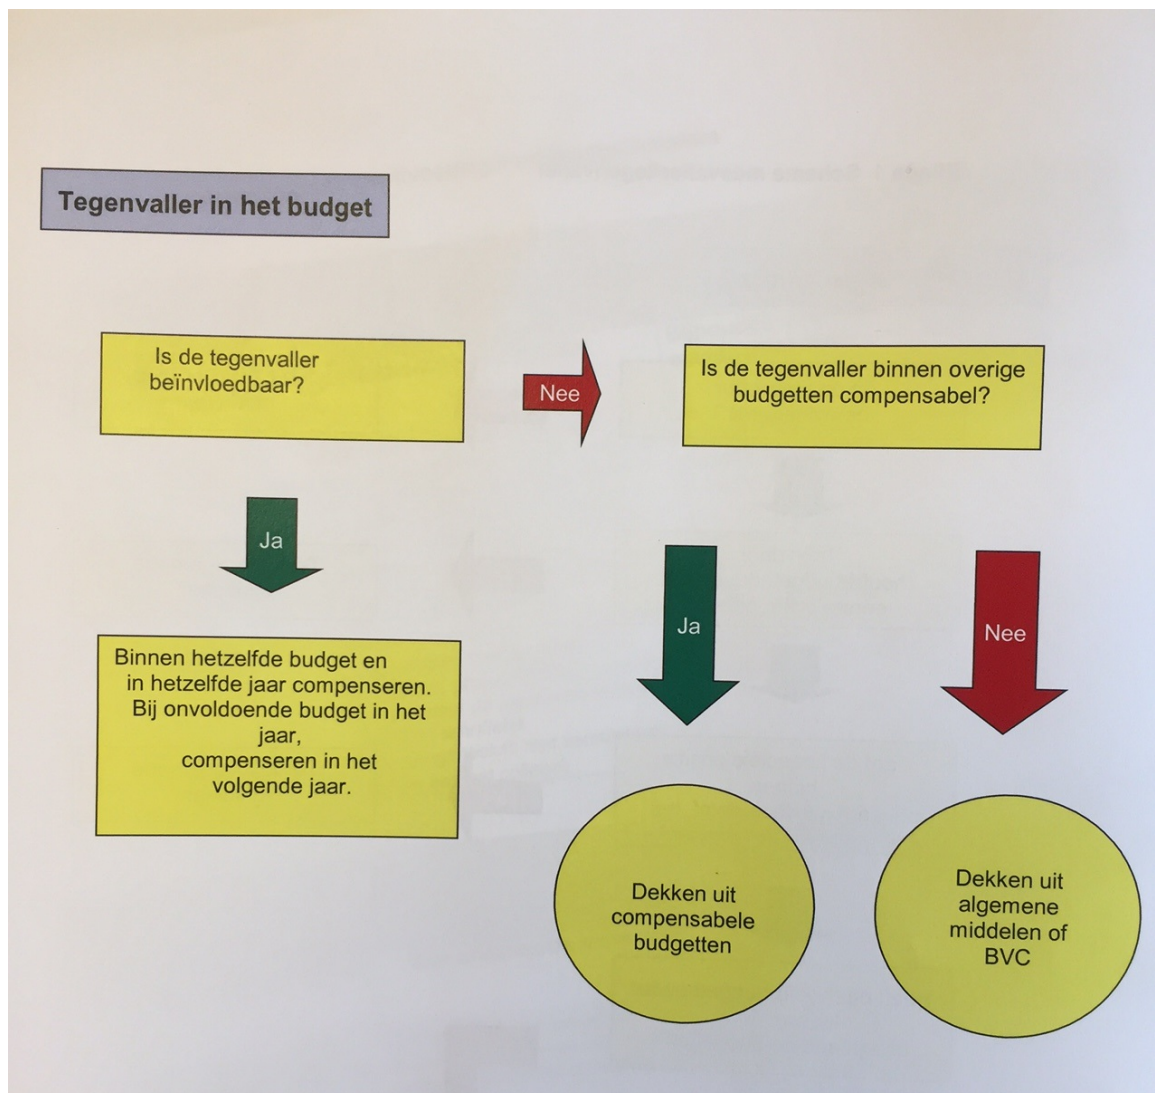 Tegenvaller in het budget
Is de tegenvaller
beïnvloedbaar?
Nee
Is de tegenvaller binnen overige
budgetten compensabel?
Ja
Binnen hetzelfde budget en
in hetzelfde jaar compenseren.
Bij onvoldoende budget in het
jaar,
compenseren in het
volgende jaar.
Ja
Nee
Dekken uit
compensabele
budgetten
Dekken uit
algemene
middelen of
BVC